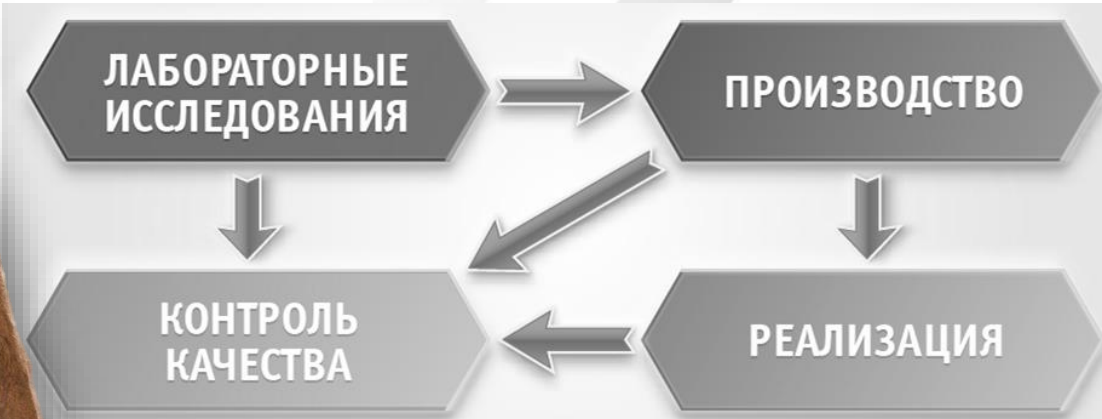 ЛАБОРАТОРНЫЕ
ИССЛЕДОВАНИЯ
ПРОИЗВОДСТВО
КОНТРОЛЬ
КАЧЕСТВА
РЕАЛИЗАЦИЯ